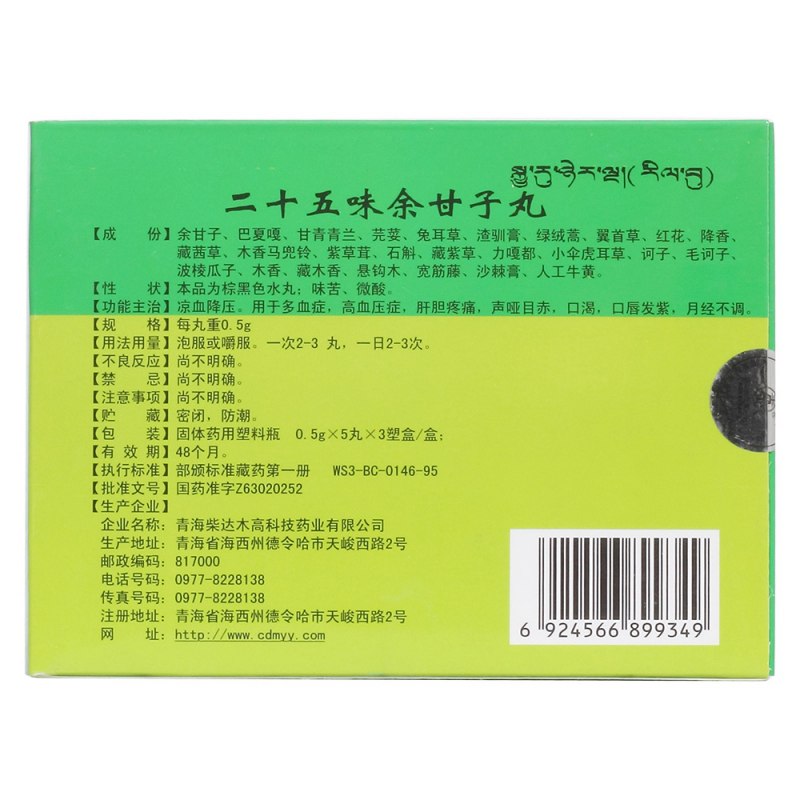 སྐྱུ་རུ་ཉེར་ལྔ།(རིལ་བུ)
二十五味余甘子丸
【成 份】余甘子、巴夏嘎、甘青青兰、芫荽、兔耳草、渣驯膏、绿绒蒿、翼首草、红花、降香、
藏茜草、木香马兜铃、紫草茸、石斛、藏紫草、力嘎都、小伞虎耳草、诃子、毛诃子、
波棱瓜子、木香、藏木香、悬钩木、宽筋藤、沙棘膏、人工牛黄。
【性 状】本品为棕黑色水丸；味苦、微酸。
【功能主治】凉血降压。用于多血症，高血压症，肝胆疼痛，声哑目赤，口渴，口唇发紫，月经不调。
【规 格】每丸重0.5g
【用法用量】泡服或嚼服。一次2-3 丸，一日2-3次。
【不良反应】尚不明确。
【禁 忌】尚不明确。
【注意事项】尚不明确。
【贮 藏】密闭，防潮。
【包 装】固体药用塑料瓶 0.5g×5丸×3塑盒/盒；
【有 效 期】48个月。
【执行标准】部颁标准藏药第一册 WS3-BC-0146-95
【批准文号】国药准字Z63020252
【生产企业】
企业名称：青海柴达木高科技药业有限公司
生产地址：青海省海西州德令哈市天峻西路2号
邮政编码：817000
电话号码：0977-8228138
传真号码：0977-8228138
注册地址：青海省海西州德令哈市天峻西路2号
网 址：http://www.cdmyy.com
6 924566 899349